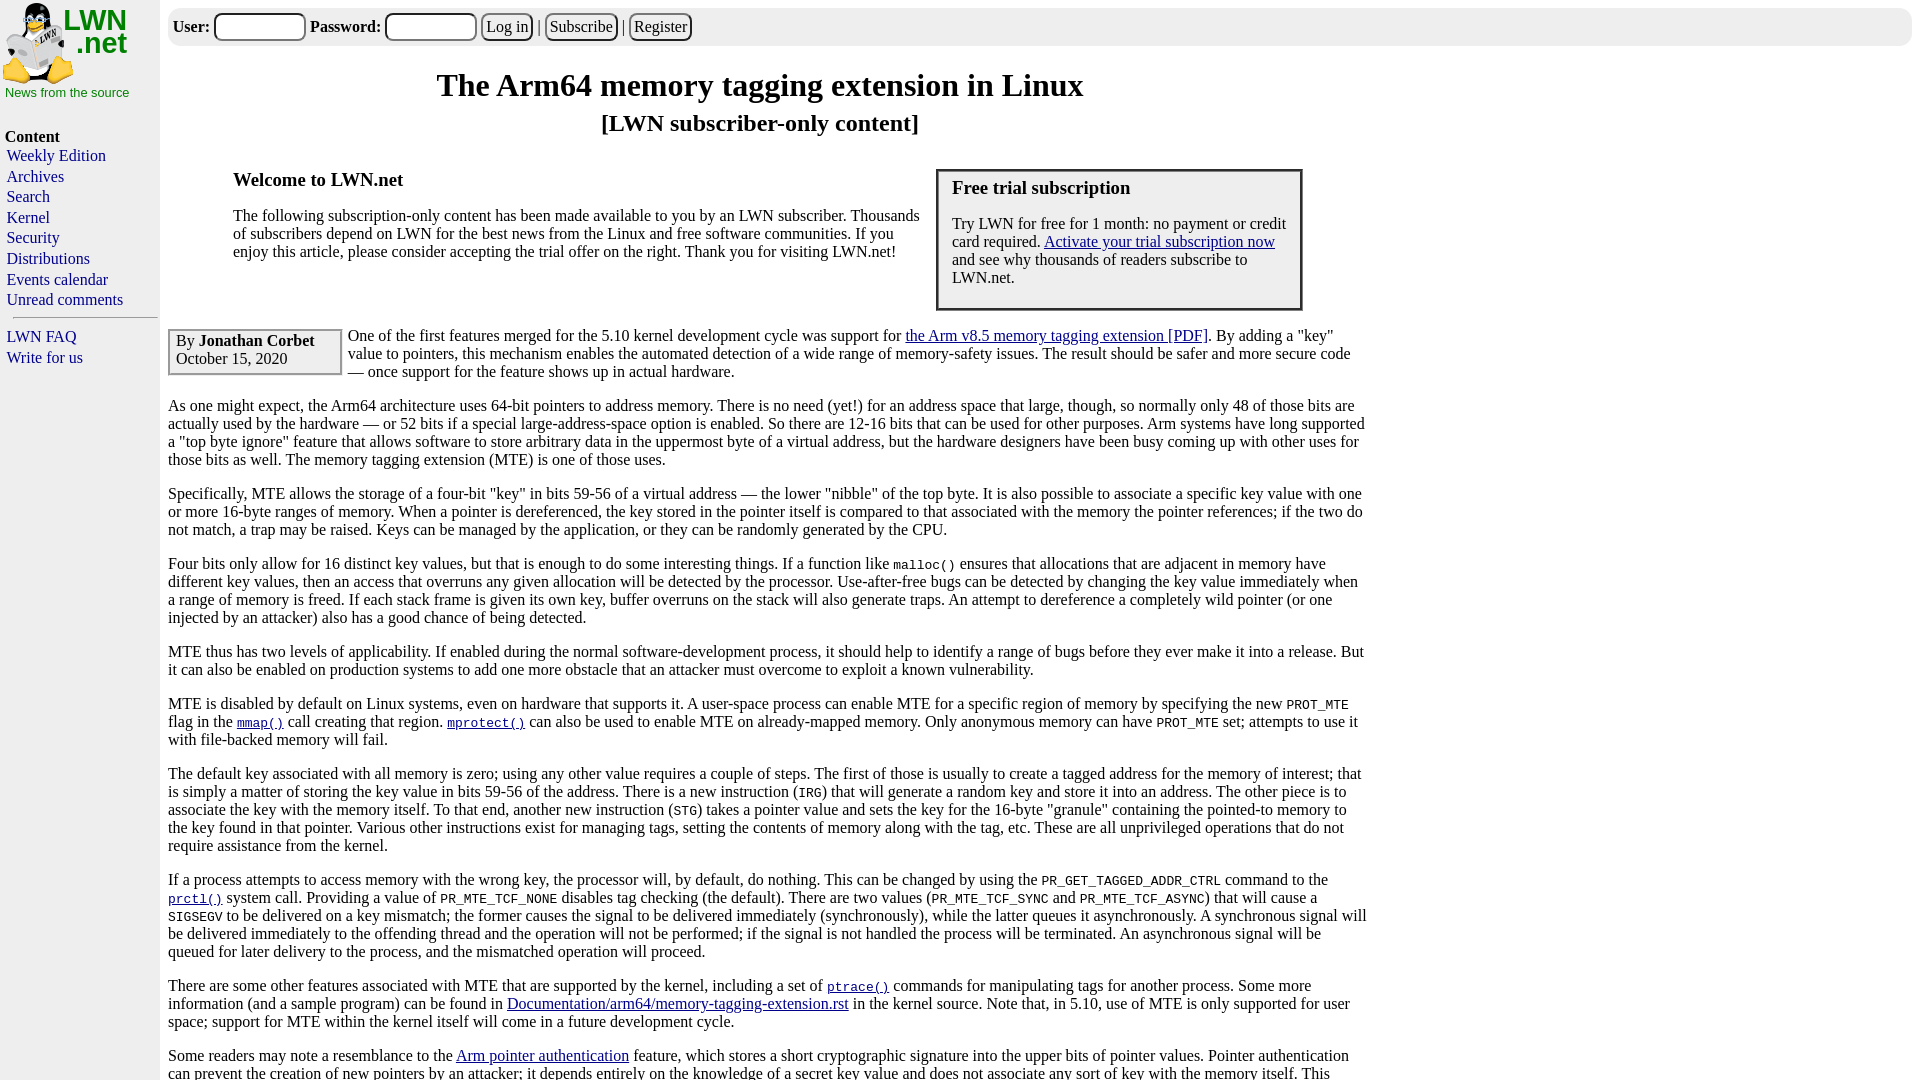 LWN
.net
News from the source
Content
Weekly Edition
Archives
Search
Kernel
Security
Distributions
Events calendar
Unread comments
LWN FAQ
Write for us
User: Password: Log in | Subscribe | Register
The Arm64 memory tagging extension in Linux
[LWN subscriber-only content]
Welcome to LWN.net
The following subscription-only content has been made available to you by an LWN subscriber. Thousands
of subscribers depend on LWN for the best news from the Linux and free software communities. If you
enjoy this article, please consider accepting the trial offer on the right. Thank you for visiting LWN.net!
Free trial subscription
Try LWN for free for 1 month: no payment or credit
card required. Activate your trial subscription now
and see why thousands of readers subscribe to
LWN.net.
By Jonathan Corbet
October 15, 2020
One of the first features merged for the 5.10 kernel development cycle was support for the Arm v8.5 memory tagging extension [PDF]. By adding a "key"
value to pointers, this mechanism enables the automated detection of a wide range of memory-safety issues. The result should be safer and more secure code
— once support for the feature shows up in actual hardware.
As one might expect, the Arm64 architecture uses 64-bit pointers to address memory. There is no need (yet!) for an address space that large, though, so normally only 48 of those bits are
actually used by the hardware — or 52 bits if a special large-address-space option is enabled. So there are 12-16 bits that can be used for other purposes. Arm systems have long supported
a "top byte ignore" feature that allows software to store arbitrary data in the uppermost byte of a virtual address, but the hardware designers have been busy coming up with other uses for
those bits as well. The memory tagging extension (MTE) is one of those uses.
Specifically, MTE allows the storage of a four-bit "key" in bits 59-56 of a virtual address — the lower "nibble" of the top byte. It is also possible to associate a specific key value with one
or more 16-byte ranges of memory. When a pointer is dereferenced, the key stored in the pointer itself is compared to that associated with the memory the pointer references; if the two do
not match, a trap may be raised. Keys can be managed by the application, or they can be randomly generated by the CPU.
Four bits only allow for 16 distinct key values, but that is enough to do some interesting things. If a function like malloc() ensures that allocations that are adjacent in memory have
different key values, then an access that overruns any given allocation will be detected by the processor. Use-after-free bugs can be detected by changing the key value immediately when
a range of memory is freed. If each stack frame is given its own key, buffer overruns on the stack will also generate traps. An attempt to dereference a completely wild pointer (or one
injected by an attacker) also has a good chance of being detected.
MTE thus has two levels of applicability. If enabled during the normal software-development process, it should help to identify a range of bugs before they ever make it into a release. But
it can also be enabled on production systems to add one more obstacle that an attacker must overcome to exploit a known vulnerability.
MTE is disabled by default on Linux systems, even on hardware that supports it. A user-space process can enable MTE for a specific region of memory by specifying the new PROT_MTE
flag in the mmap() call creating that region. mprotect() can also be used to enable MTE on already-mapped memory. Only anonymous memory can have PROT_MTE set; attempts to use it
with file-backed memory will fail.
The default key associated with all memory is zero; using any other value requires a couple of steps. The first of those is usually to create a tagged address for the memory of interest; that
is simply a matter of storing the key value in bits 59-56 of the address. There is a new instruction (IRG) that will generate a random key and store it into an address. The other piece is to
associate the key with the memory itself. To that end, another new instruction (STG) takes a pointer value and sets the key for the 16-byte "granule" containing the pointed-to memory to
the key found in that pointer. Various other instructions exist for managing tags, setting the contents of memory along with the tag, etc. These are all unprivileged operations that do not
require assistance from the kernel.
If a process attempts to access memory with the wrong key, the processor will, by default, do nothing. This can be changed by using the PR_GET_TAGGED_ADDR_CTRL command to the
prctl() system call. Providing a value of PR_MTE_TCF_NONE disables tag checking (the default). There are two values (PR_MTE_TCF_SYNC and PR_MTE_TCF_ASYNC) that will cause a
SIGSEGV to be delivered on a key mismatch; the former causes the signal to be delivered immediately (synchronously), while the latter queues it asynchronously. A synchronous signal will
be delivered immediately to the offending thread and the operation will not be performed; if the signal is not handled the process will be terminated. An asynchronous signal will be
queued for later delivery to the process, and the mismatched operation will proceed.
There are some other features associated with MTE that are supported by the kernel, including a set of ptrace() commands for manipulating tags for another process. Some more
information (and a sample program) can be found in Documentation/arm64/memory-tagging-extension.rst in the kernel source. Note that, in 5.10, use of MTE is only supported for user
space; support for MTE within the kernel itself will come in a future development cycle.
Some readers may note a resemblance to the Arm pointer authentication feature, which stores a short cryptographic signature into the upper bits of pointer values. Pointer authentication
can prevent the creation of new pointers by an attacker; it depends entirely on the knowledge of a secret key value and does not associate any sort of key with the memory itself. This